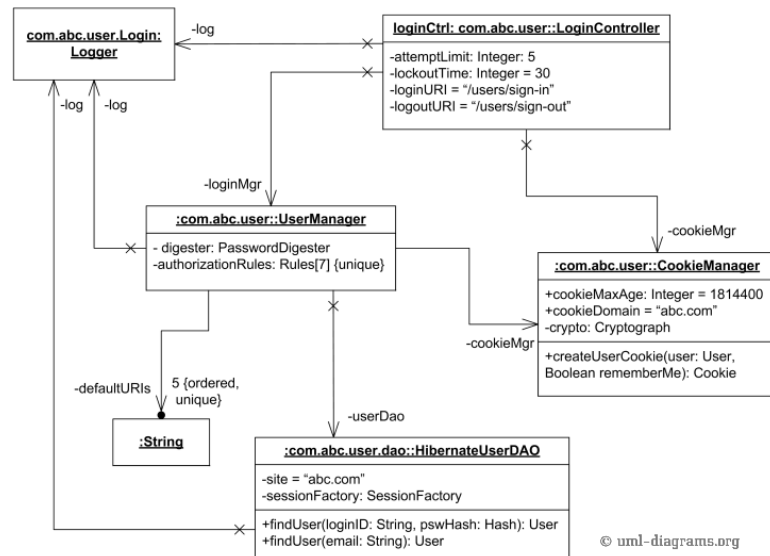 com.abc.user.Login:
Logger
-log
loginCtrl: com.abc.user::LoginController
-attemptLimit: Integer: 5
-lockoutTime: Integer = 30
-loginURI = “/users/sign-in”
-logoutURI = “/users/sign-out”
-log
-log
-loginMgr
-cookieMgr
:com.abc.user::UserManager
- digester: PasswordDigester
-authorizationRules: Rules[7] {unique}
:com.abc.user::CookieManager
+cookieMaxAge: Integer = 1814400
+cookieDomain = “abc.com”
-crypto: Cryptograph
+createUserCookie(user: User,
Boolean rememberMe): Cookie
-cookieMgr
-defaultURIs
5 {ordered,
unique}
-userDao
:String
:com.abc.user.dao::HibernateUserDAO
-site = “abc.com”
-sessionFactory: SessionFactory
+findUser(loginID: String, pswHash: Hash): User
+findUser(email: String): User
© uml-diagrams.org